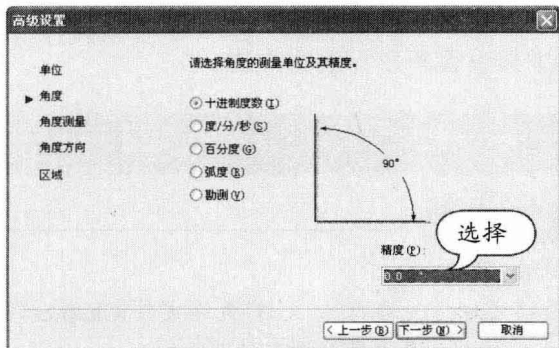 高级设置
单位
角度
角度测量
角度方向
区域
请选择角度的测量单位及其精度。
十进制度数(I)
度/分/秒(S)
百分度(G)
弧度(R)
勘测(V)
90°
选择
精度(P):
0.0
< 上一步(B)
下一步(N) >
取消